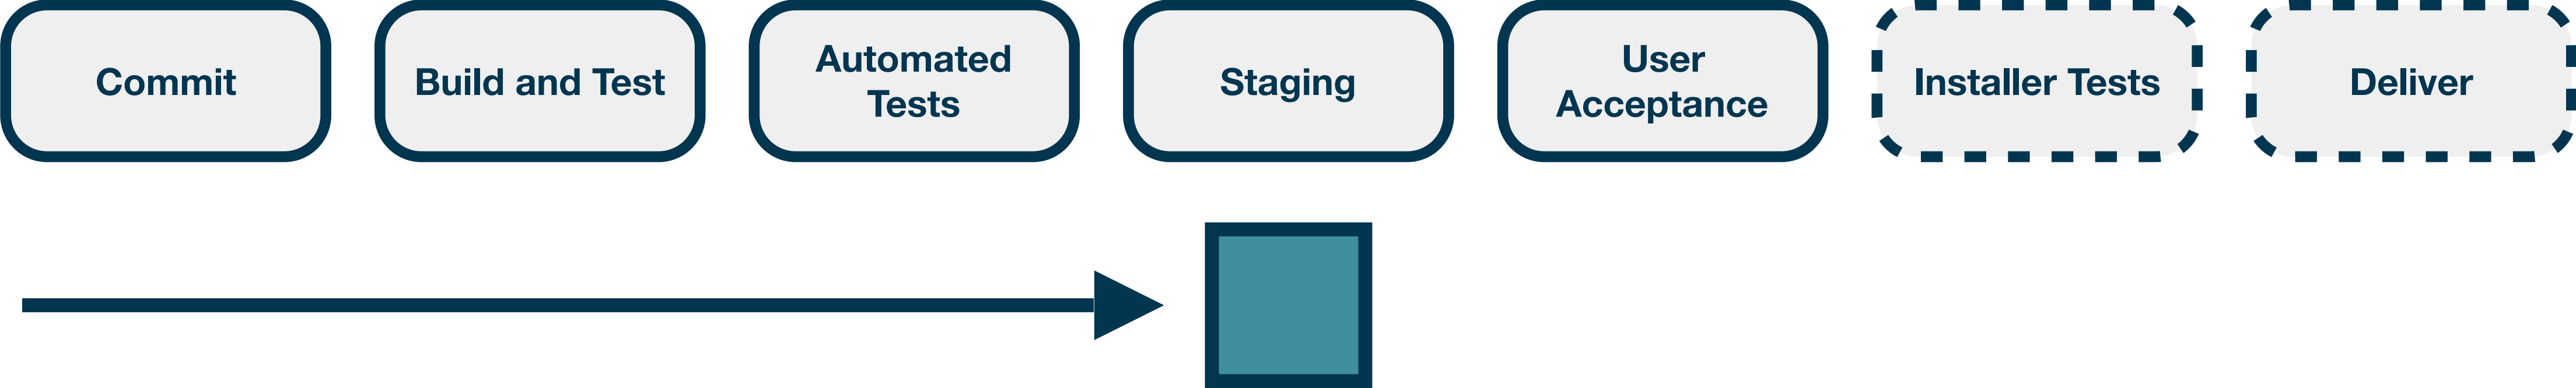 Commit
Build and Test
Automated
Tests
Staging
User
Acceptance
Installer Tests
Deliver